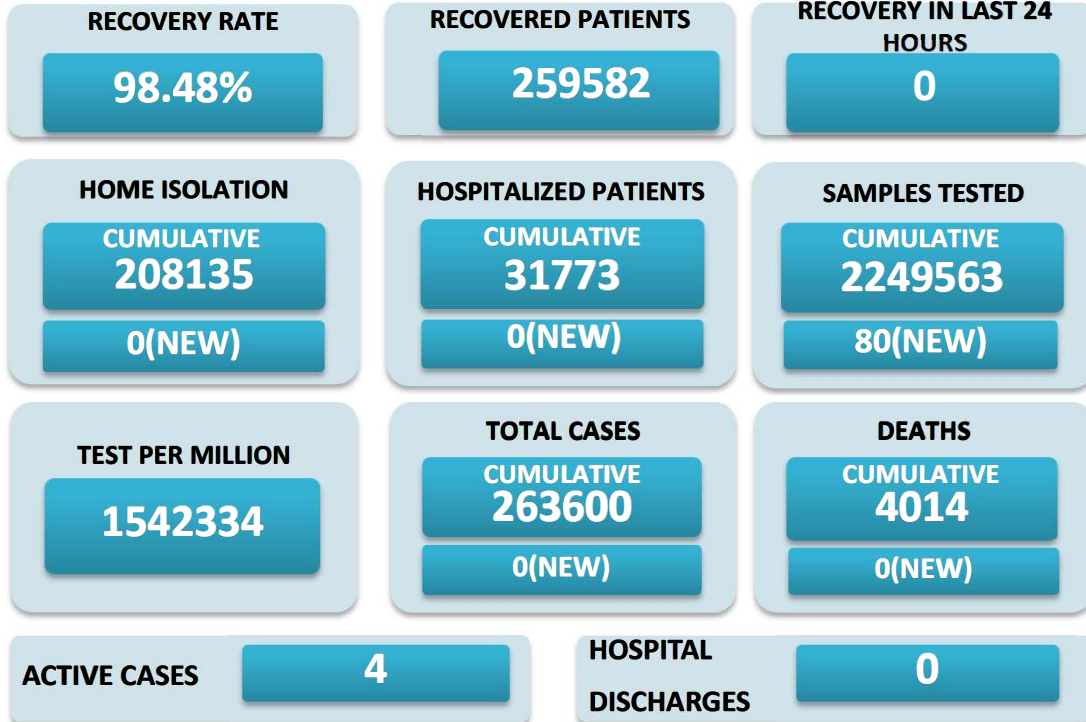 RECOVERY RATE
98.48%
RECOVERED PATIENTS
259582
RECOVERY IN LAST 24
HOURS
0
HOME ISOLATION
CUMULATIVE
208135
0(NEW)
HOSPITALIZED PATIENTS
CUMULATIVE
31773
0(NEW)
SAMPLES TESTED
CUMULATIVE
2249563
80(NEW)
TEST PER MILLION
1542334
TOTAL CASES
CUMULATIVE
263600
0(NEW)
DEATHS
CUMULATIVE
4014
0(NEW)
ACTIVE CASES
4
HOSPITAL
DISCHARGES
0